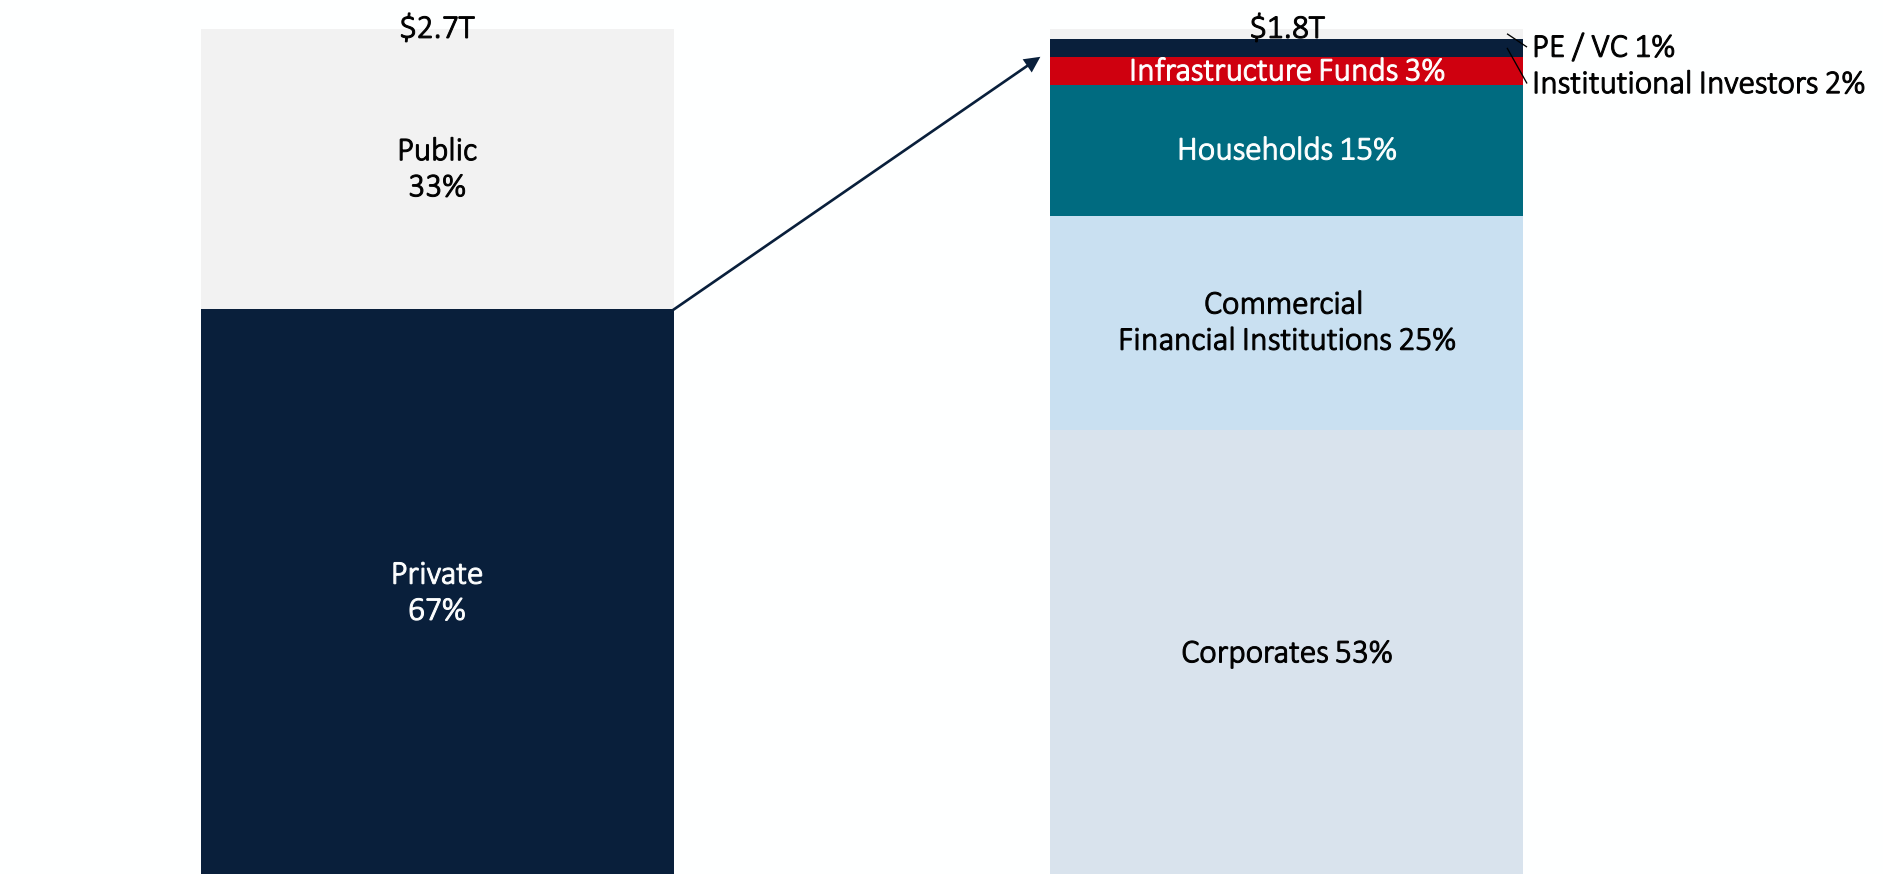 $2.7T
Public
33%
Private
67%
$1.8T
PE / VC 1%
Institutional Investors 2%
Infrastructure Funds 3%
Households 15%
Commercial
Financial Institutions 25%
Corporates 53%